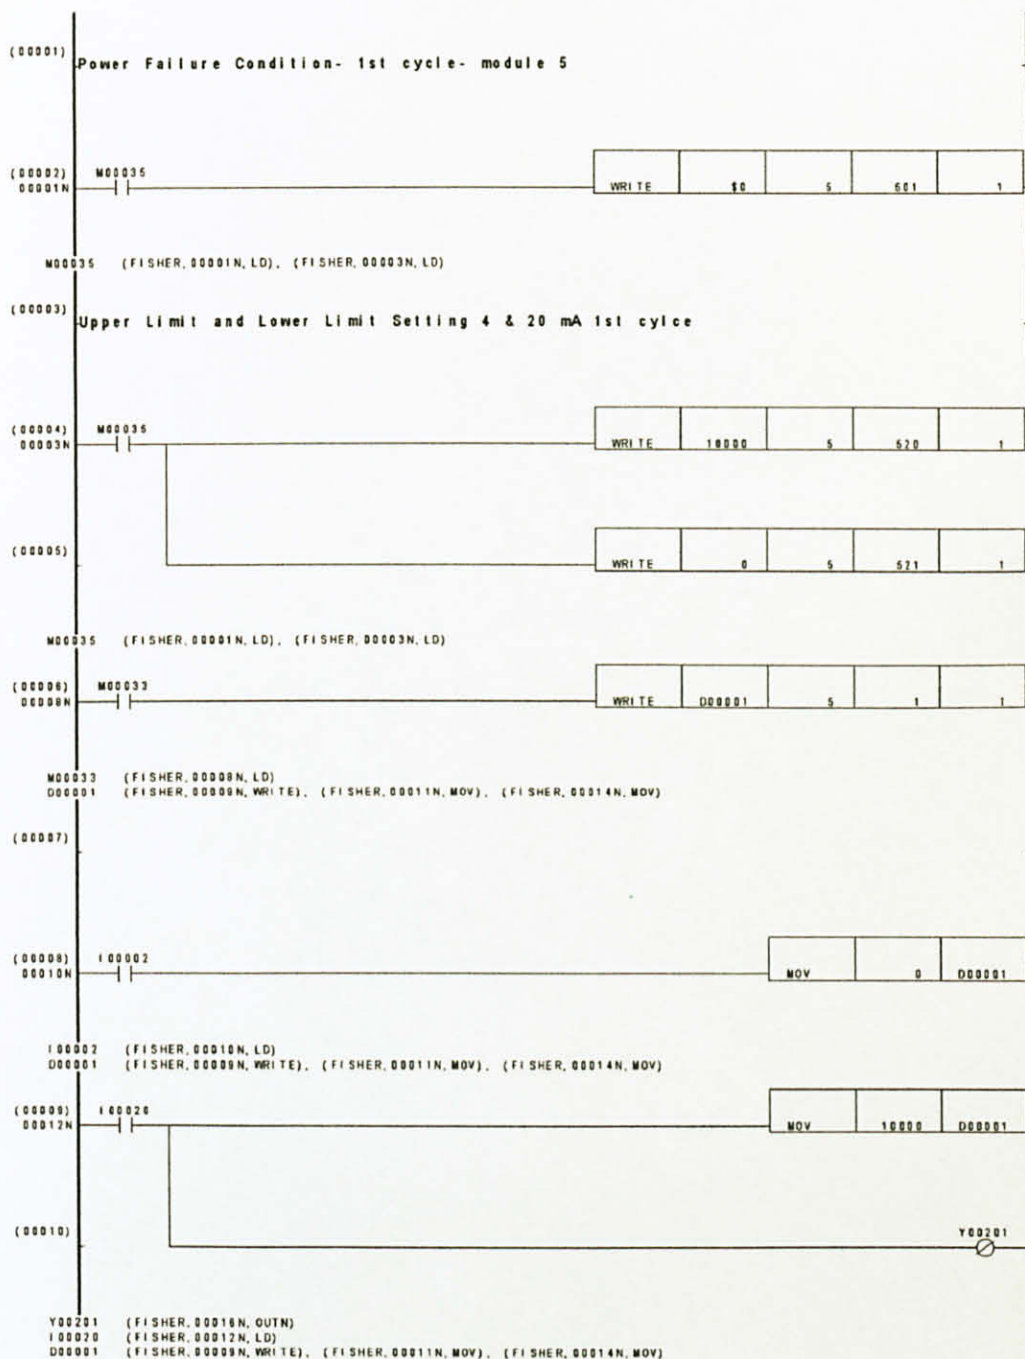 (00001)
Power Failure Condition- 1st cycle- module 5
(00002) M00035
00001N WRITE $0 5 501 1
M00035 (FISHER,00001N,LD), (FISHER,00003N,LD)
(00003)
Upper Limit and Lower Limit Setting 4 & 20 mA 1st cylce
(00004) M00035
00003N WRITE 10000 5 520 1
(00005)
WRITE 0 5 521 1
M00035 (FISHER,00001N,LD), (FISHER,00003N,LD)
(00006) M00033
00008N WRITE D00001 5 1 1
M00033 (FISHER,00008N,LD)
D00001 (FISHER,00009N,WRITE), (FISHER,00011N,MOV), (FISHER,00014N,MOV)
(00007)
(00008) I00002
00010N MOV 0 D00001
I00002 (FISHER,00010N,LD)
D00001 (FISHER,00009N,WRITE), (FISHER,00011N,MOV), (FISHER,00014N,MOV)
(00009) I00020
00012N MOV 10000 D00001
(00010) Y00201
Y00201 (FISHER,00016N,OUTN)
I00020 (FISHER,00012N,LD)
D00001 (FISHER,00009N,WRITE), (FISHER,00011N,MOV), (FISHER,00014N,MOV)